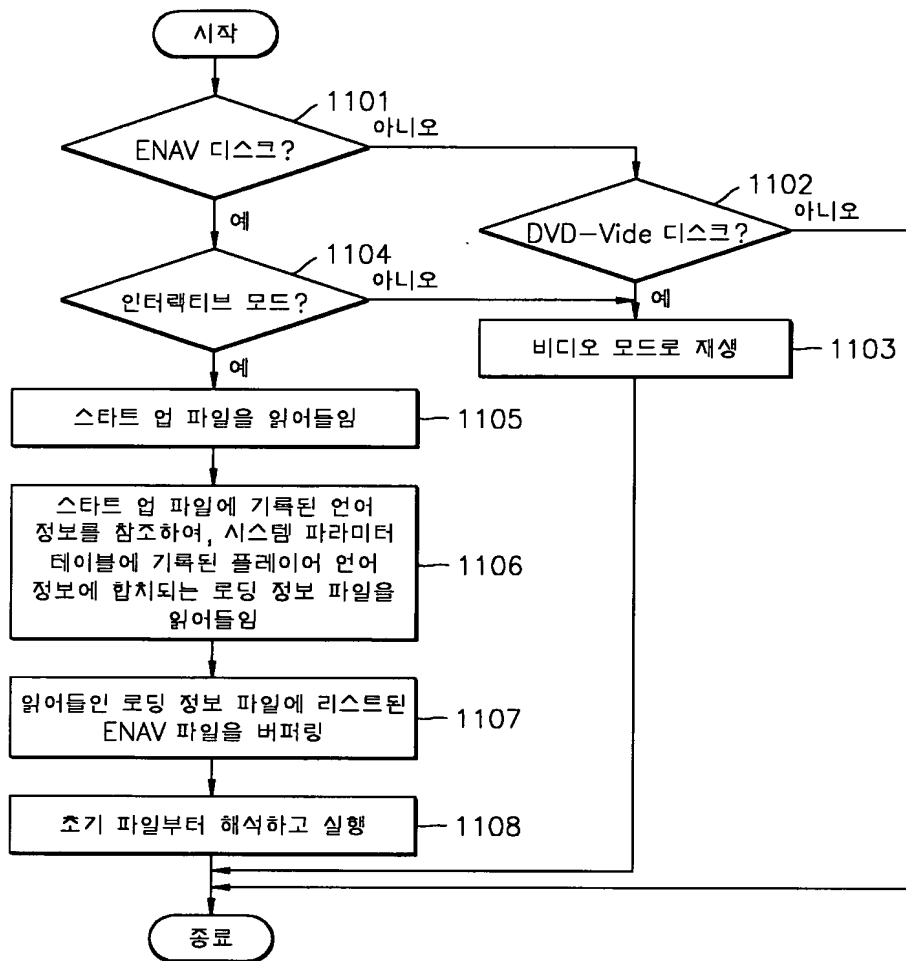 시작
1101
ENAV 디스크?
아니오
예
1102
DVD-Vide 디스크?
아니오
예
1104
인터랙티브 모드?
아니오
예
비디오 모드로 재생
1103
스타트 업 파일을 읽어들임
1105
스타트 업 파일에 기록된 언어
정보를 참조하여, 시스템 파라미터
테이블에 기록된 플레이어 언어
정보에 합치되는 로딩 정보 파일을
읽어들임
1106
읽어들인 로딩 정보 파일에 리스트된
ENAV 파일을 버퍼링
1107
초기 파일부터 해석하고 실행
1108
종료